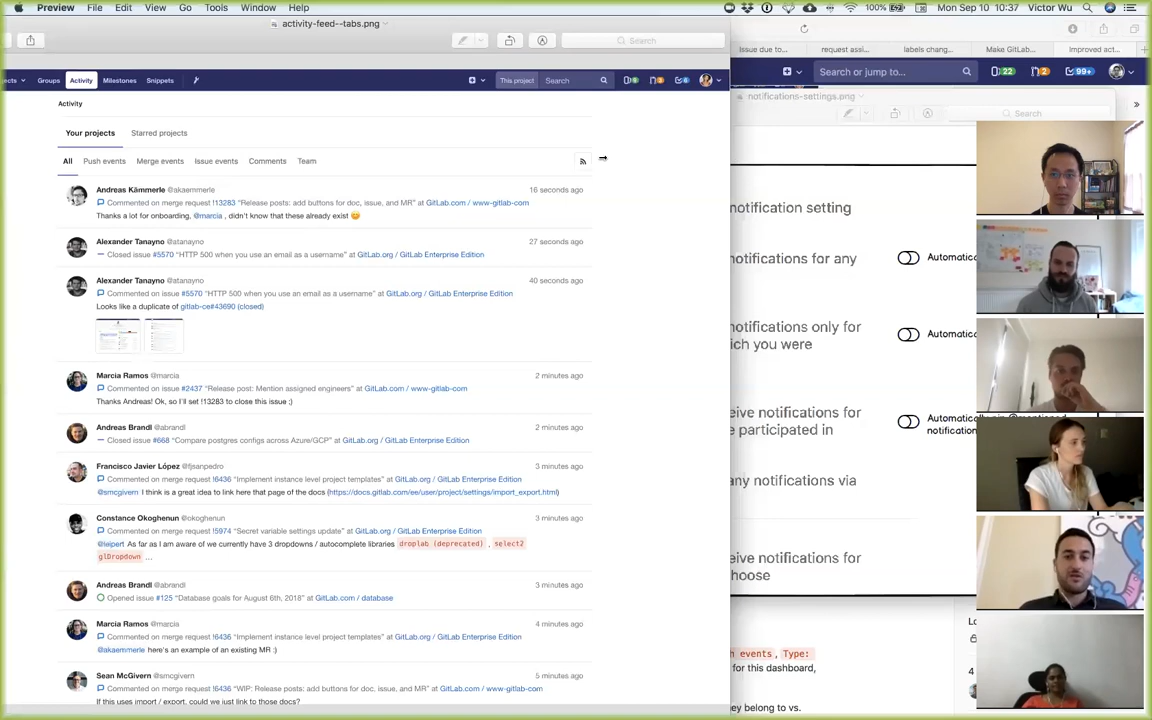 Preview File Edit View Go Tools Window Help
100% Mon Sep 10 10:37 Victor Wu
activity-feed--tabs.png
Search
Issue due to... request assi... labels chang... Make GitLab... Improved act...
Groups Activity Milestones Snippets
This project Search
Search or jump to...
22 2 99+
notifications-settings.png
Search
Activity
Your projects Starred projects
All Push events Merge events Issue events Comments Team
Andreas Kämmerle @akaemmerle 16 seconds ago
Commented on merge request !13283 "Release posts: add buttons for doc, issue, and MR" at GitLab.com / www-gitlab-com
Thanks a lot for onboarding, @marcia , didn't know that these already exist 😊
Alexander Tanayno @atanayno 27 seconds ago
Closed issue #5570 "HTTP 500 when you use an email as a username" at GitLab.org / GitLab Enterprise Edition
Alexander Tanayno @atanayno 40 seconds ago
Commented on issue #5570 "HTTP 500 when you use an email as a username" at GitLab.org / GitLab Enterprise Edition
Looks like a duplicate of gitlab-ce#43690 (closed)
Marcia Ramos @marcia 2 minutes ago
Commented on issue #2437 "Release post: Mention assigned engineers" at GitLab.com / www-gitlab-com
Thanks Andreas! Ok, so I'll set !13283 to close this issue ;)
Andreas Brandl @abrandl 2 minutes ago
Closed issue #668 "Compare postgres configs across Azure/GCP" at GitLab.org / GitLab Enterprise Edition
Francisco Javier López @fjsanpedro 3 minutes ago
Commented on merge request !6436 "Implement instance level project templates" at GitLab.org / GitLab Enterprise Edition
@smcgivern I think is a great idea to link here that page of the docs (https://docs.gitlab.com/ee/user/project/settings/import_export.html)
Constance Okoghenun @okoghenun 3 minutes ago
Commented on merge request !5974 "Secret variable settings update" at GitLab.org / GitLab Enterprise Edition
@leipert As far as I am aware of we currently have 3 dropdowns / autocomplete libraries droplab (deprecated) , select2
glDropdown ...
Andreas Brandl @abrandl 3 minutes ago
Opened issue #125 "Database goals for August 6th, 2018" at GitLab.com / database
Marcia Ramos @marcia 4 minutes ago
Commented on merge request !6436 "Implement instance level project templates" at GitLab.org / GitLab Enterprise Edition
@akaemmerle here's an example of an existing MR :)
Sean McGivern @smcgivern 5 minutes ago
Commented on merge request !6436 "WIP: Release posts: add buttons for doc, issue, and MR" at GitLab.com / www-gitlab-com
If this uses import / export, could we just link to those docs?
notification setting
notifications for any
Automatica
notifications only for
ich you were
Automatica
eive notifications for
e participated in
notification
any notifications via
eive notifications for
hoose
h events , Type:
for this dashboard,
ey belong to vs.
Lo
4